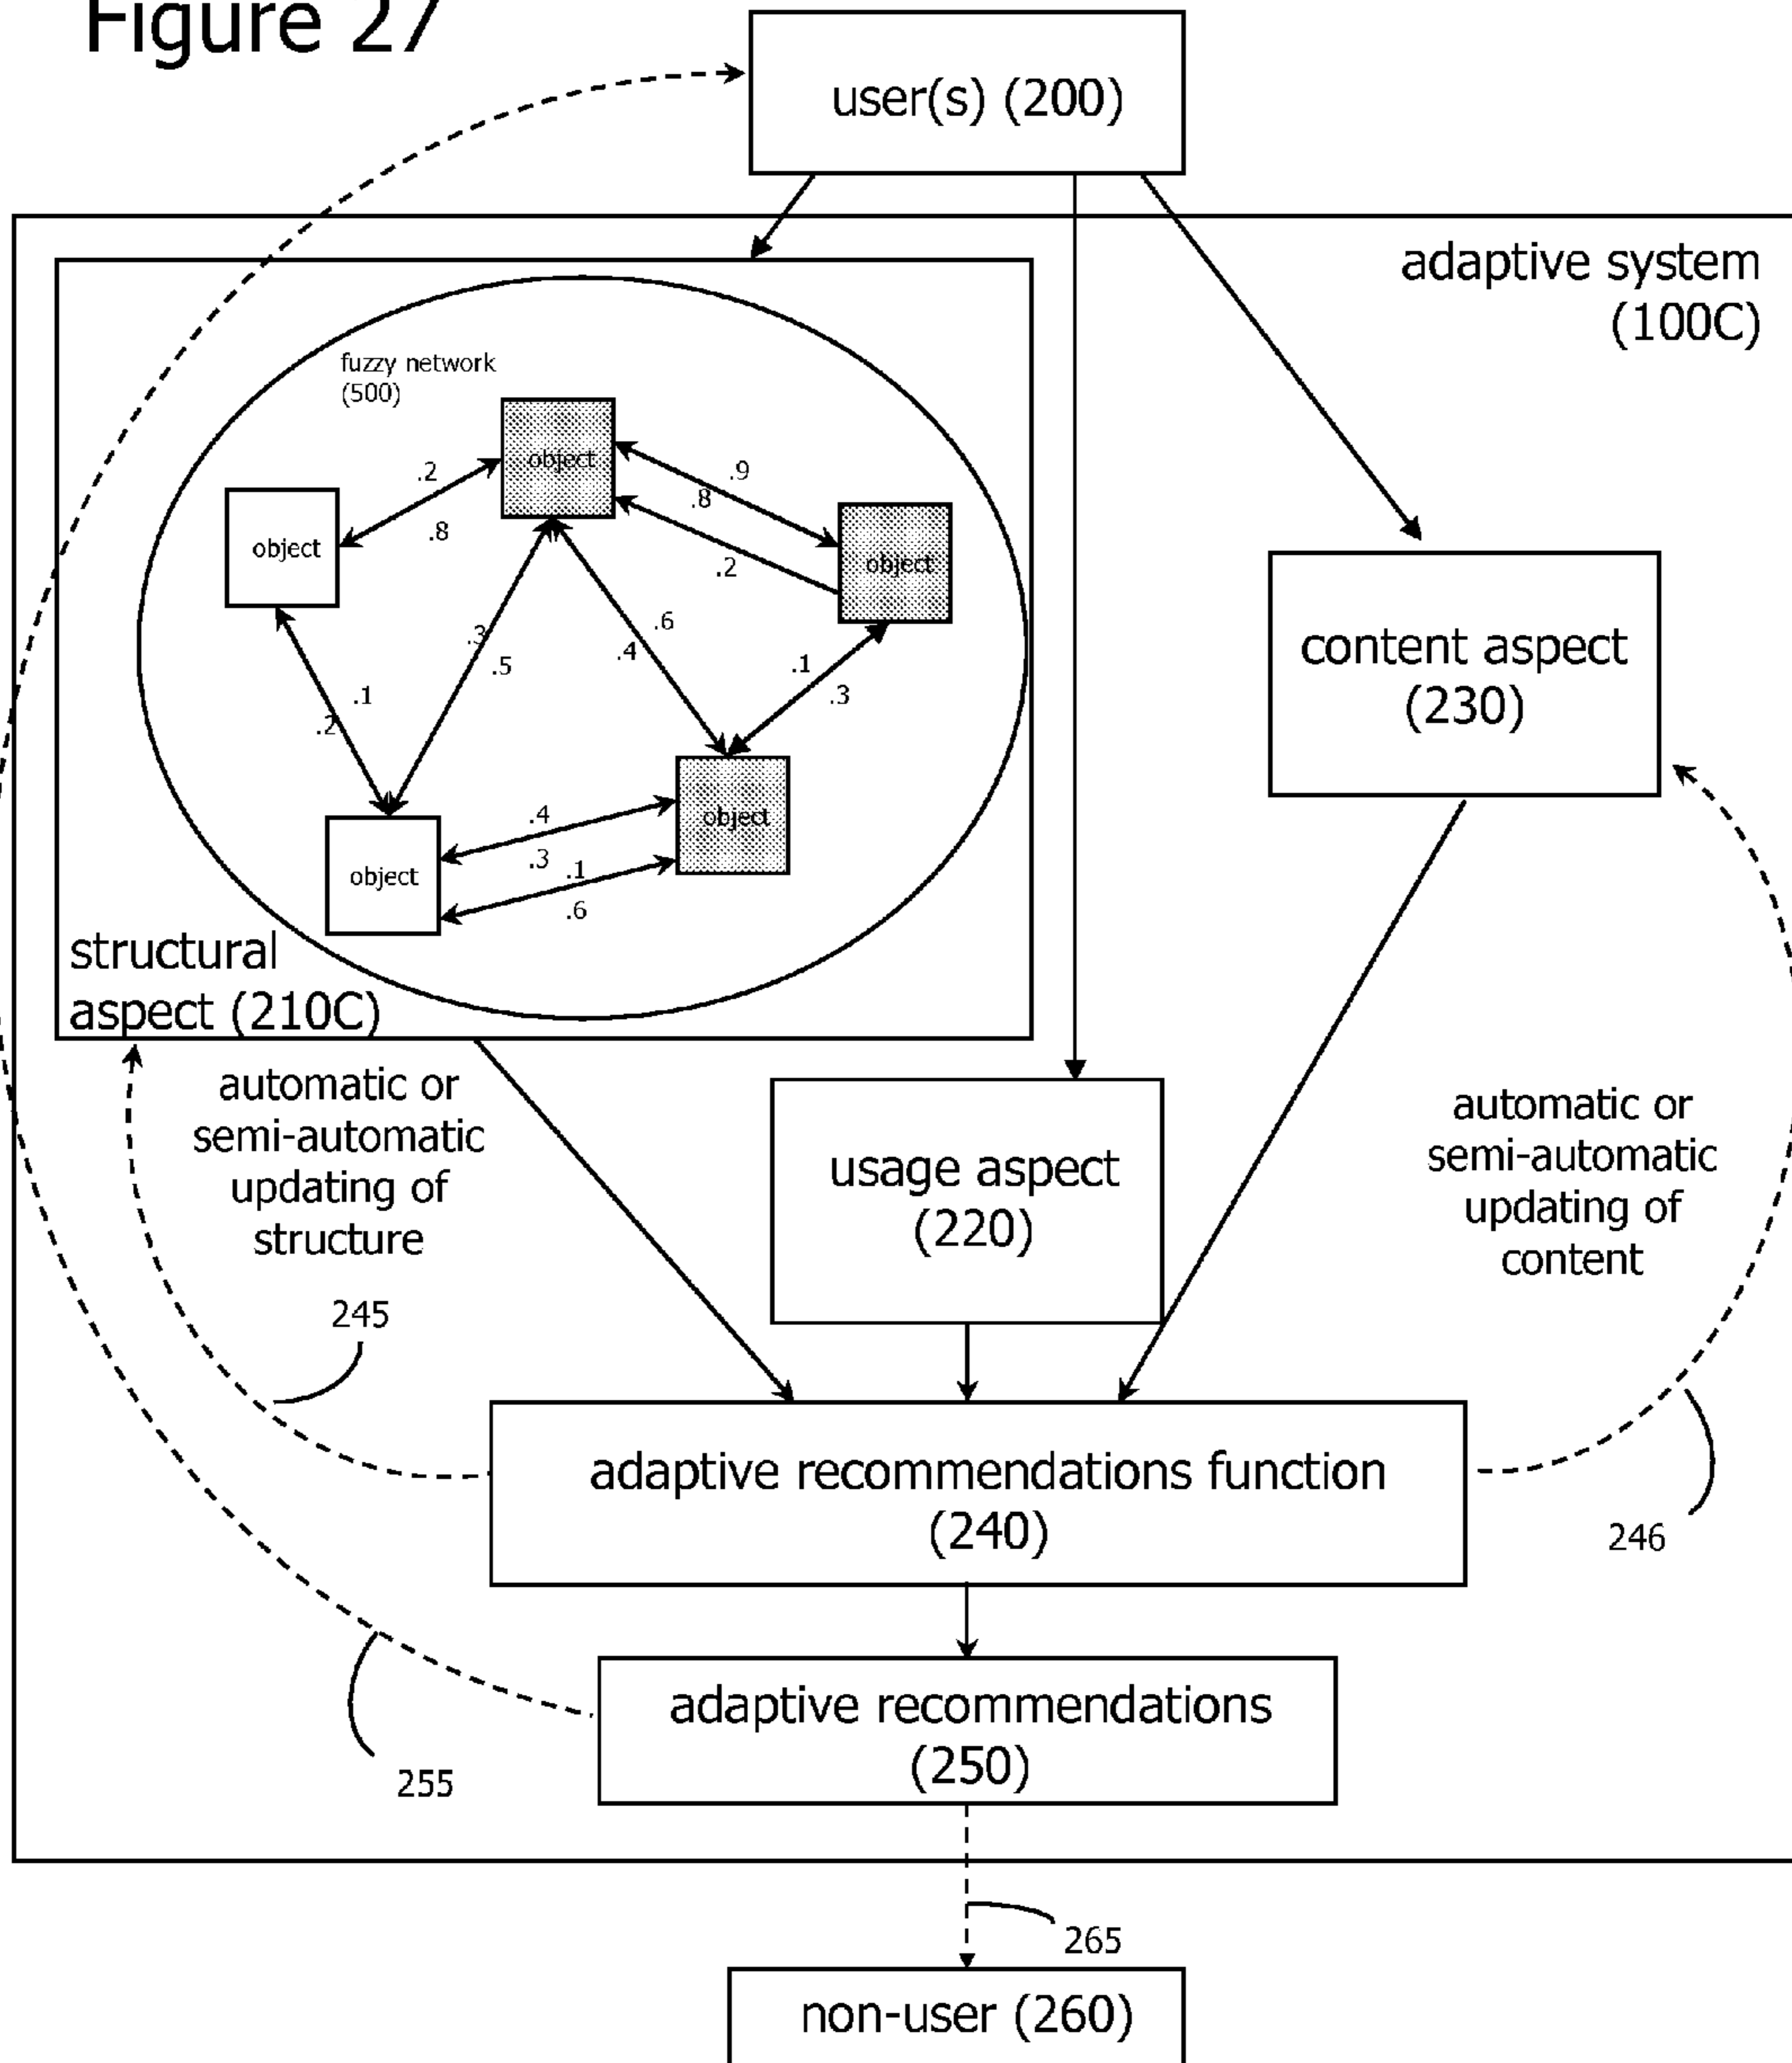 Figure 27
user(s) (200)
adaptive system
(100C)
fuzzy network
(500)
object
.2
.9
.8
object
object
.8
.2
.6
.3
.4
.5
.1
.3
.1
.2
object
.4
.3
.1
object
.6
content aspect
(230)
structural
aspect (210C)
automatic or
semi-automatic
updating of
structure
usage aspect
(220)
automatic or
semi-automatic
updating of
content
245
adaptive recommendations function
(240)
246
adaptive recommendations
(250)
255
265
non-user (260)